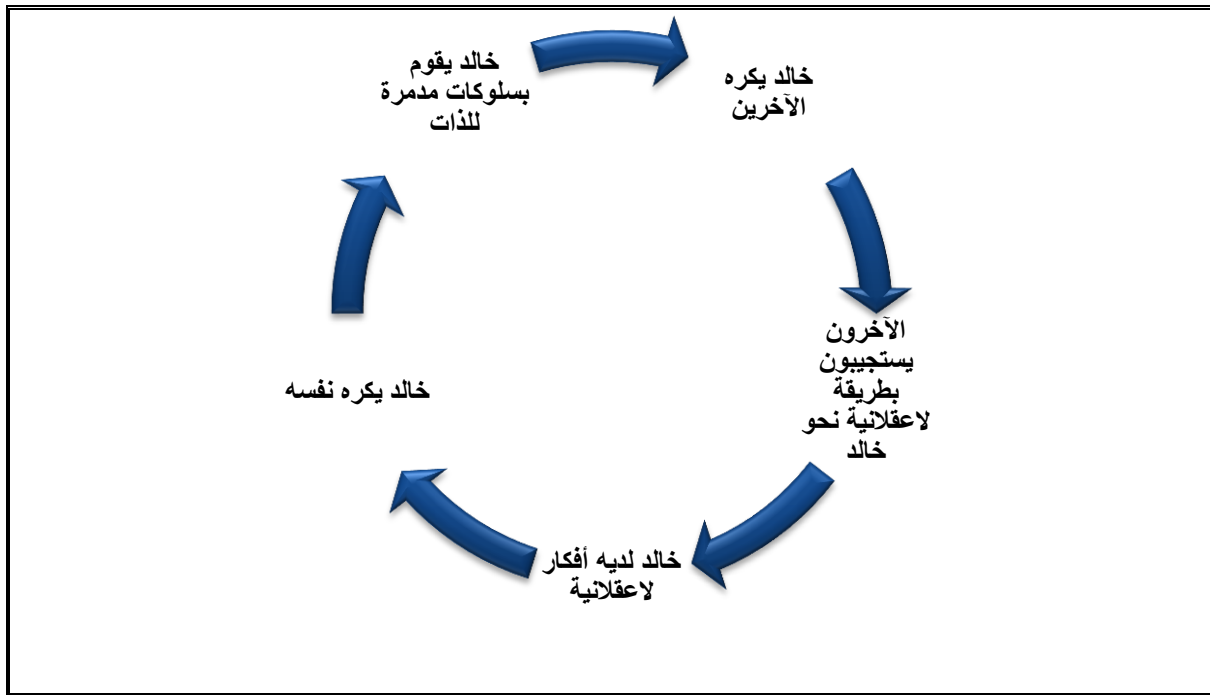 خالد يقوم
بسلوكات مدمرة
للذات
خالد يكره
الآخرين
الآخرون
يستجيبون
بطريقة
لاعقلانية نحو
خالد
خالد لديه أفكار
لاعقلانية
خالد يكره نفسه